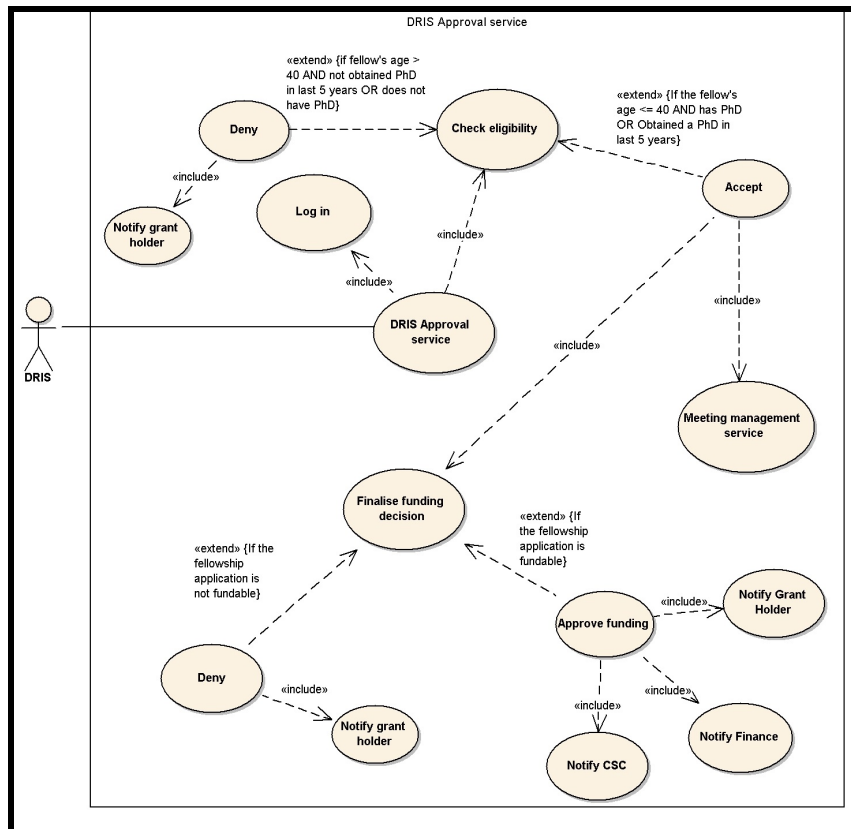 DRIS Approval service
«extend» {if fellow's age >
40 AND not obtained PhD
in last 5 years OR does not
have PhD}
«extend» {If the fellow's
age <= 40 AND has PhD
OR Obtained a PhD in
last 5 years}
Deny
Check eligibility
«include»
Accept
Log in
Notify grant
holder
«include»
«include»
«include»
DRIS Approval
service
«include»
DRIS
Meeting management
service
Finalise funding
decision
«extend» {If
the fellowship
application is
fundable}
«extend» {If the
fellowship
application is
not fundable}
Notify Grant
Holder
«include»
Approve funding
Deny
«include»
«include»
«include»
Notify grant
holder
Notify Finance
Notify CSC